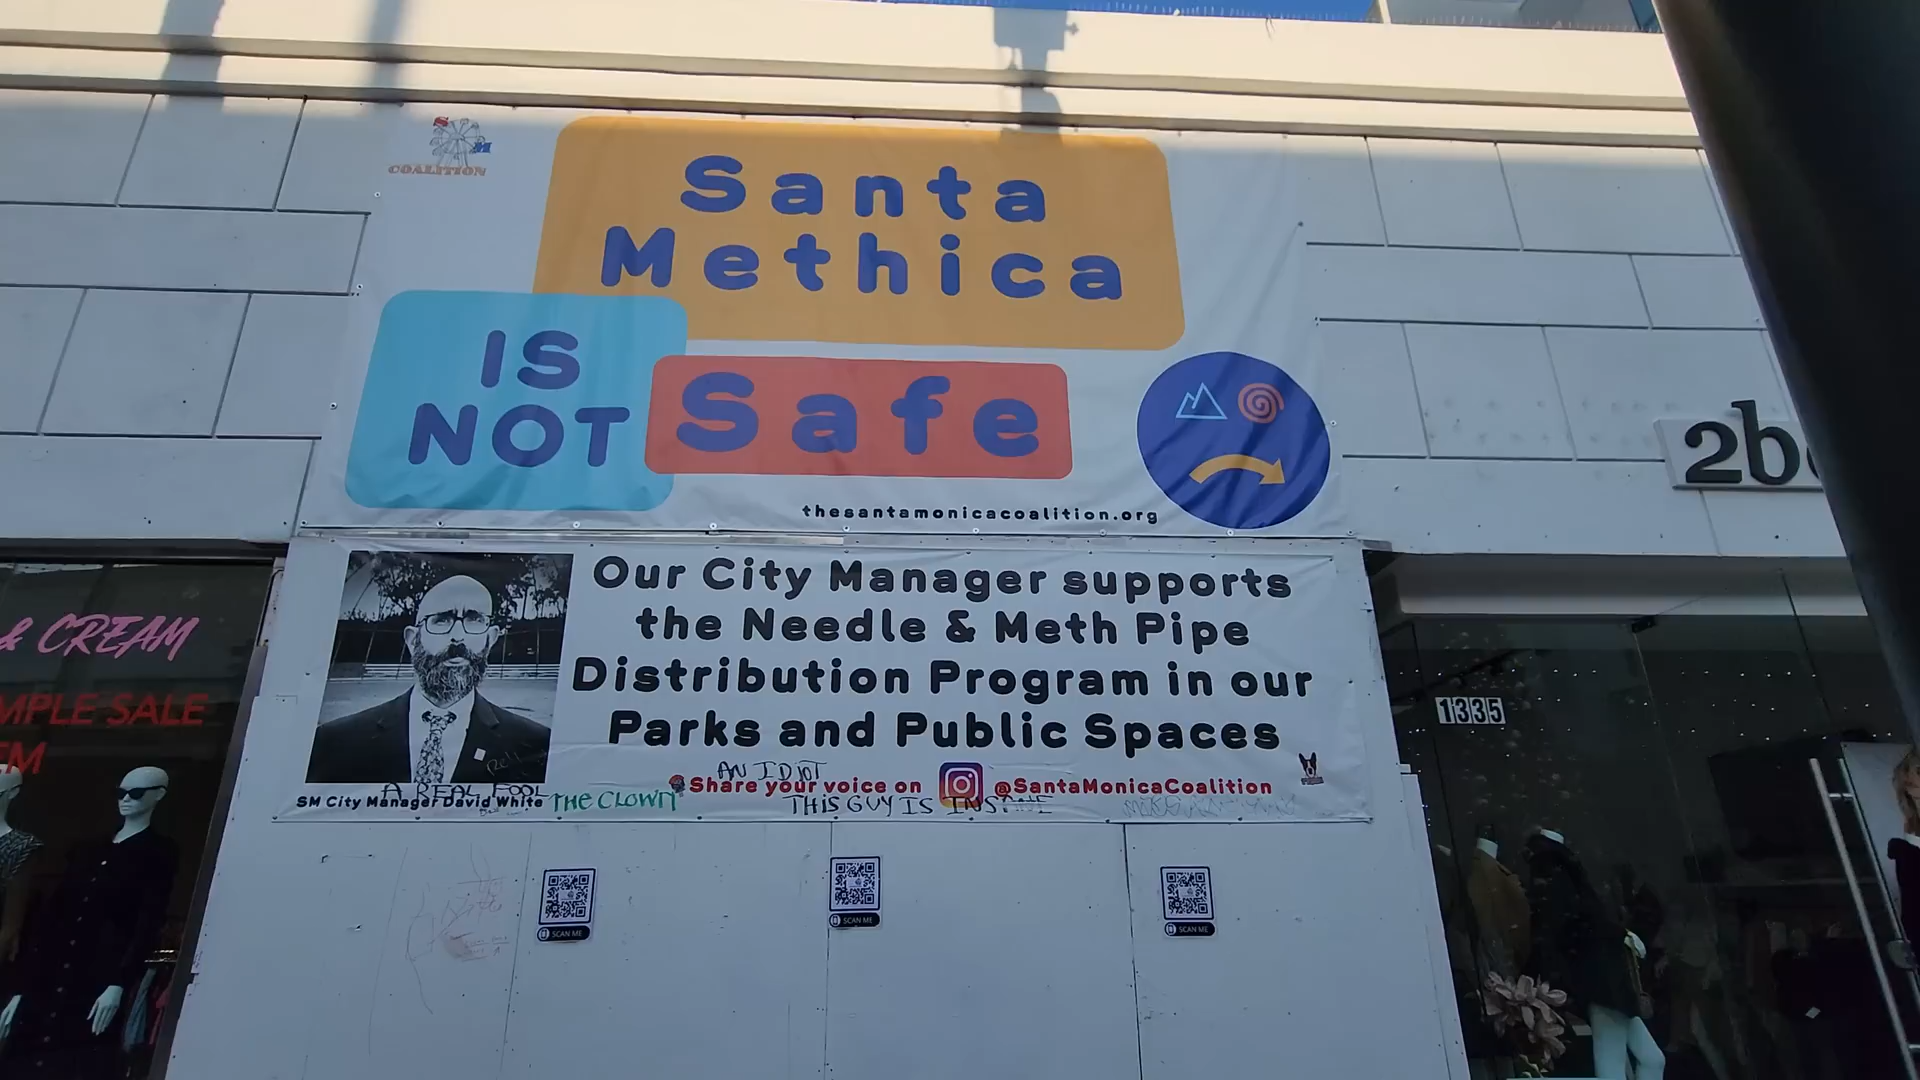 S
M
COALITION
Santa
Methica
IS
NOT Safe
thesantamonicacoalition.org
2b
Our City Manager supports
the Needle & Meth Pipe
Distribution Program in our
Parks and Public Spaces
AN IDIOT
Share your voice on @SantaMonicaCoalition
A REAL FOOL
SM City Manager David White
THE CLOWN
THIS GUY IS INSANE
& CREAM
MPLE SALE
EM
1335
SCAN ME
SCAN ME
SCAN ME